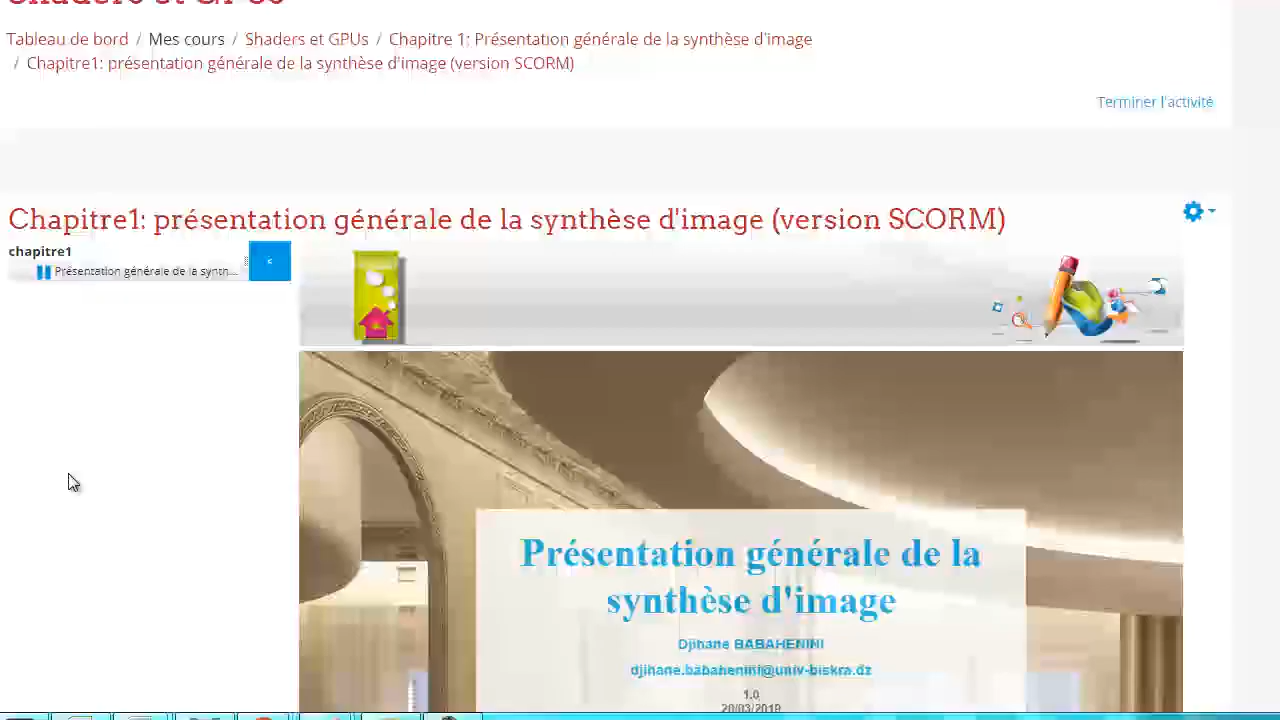 Shaders et GPUs
Tableau de bord / Mes cours / Shaders et GPUs / Chapitre 1: Présentation générale de la synthèse d'image
/ Chapitre1: présentation générale de la synthèse d'image (version SCORM)
Terminer l'activité
Chapitre1: présentation générale de la synthèse d'image (version SCORM)
chapitre1
Présentation générale de la synth...
<
Présentation générale de la
synthèse d'image
Djihane BABAHENINI
djihane.babahenini@univ-biskra.dz
1.0
20/03/2019